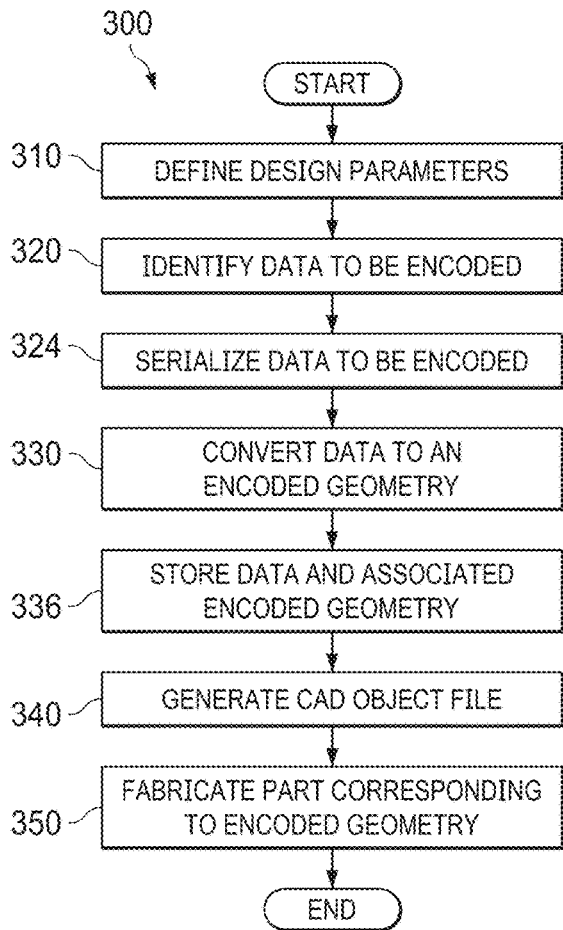 300
START
310
DEFINE DESIGN PARAMETERS
320
IDENTIFY DATA TO BE ENCODED
324
SERIALIZE DATA TO BE ENCODED
330
CONVERT DATA TO AN
ENCODED GEOMETRY
336
STORE DATA AND ASSOCIATED
ENCODED GEOMETRY
340
GENERATE CAD OBJECT FILE
350
FABRICATE PART CORRESPONDING
TO ENCODED GEOMETRY
END